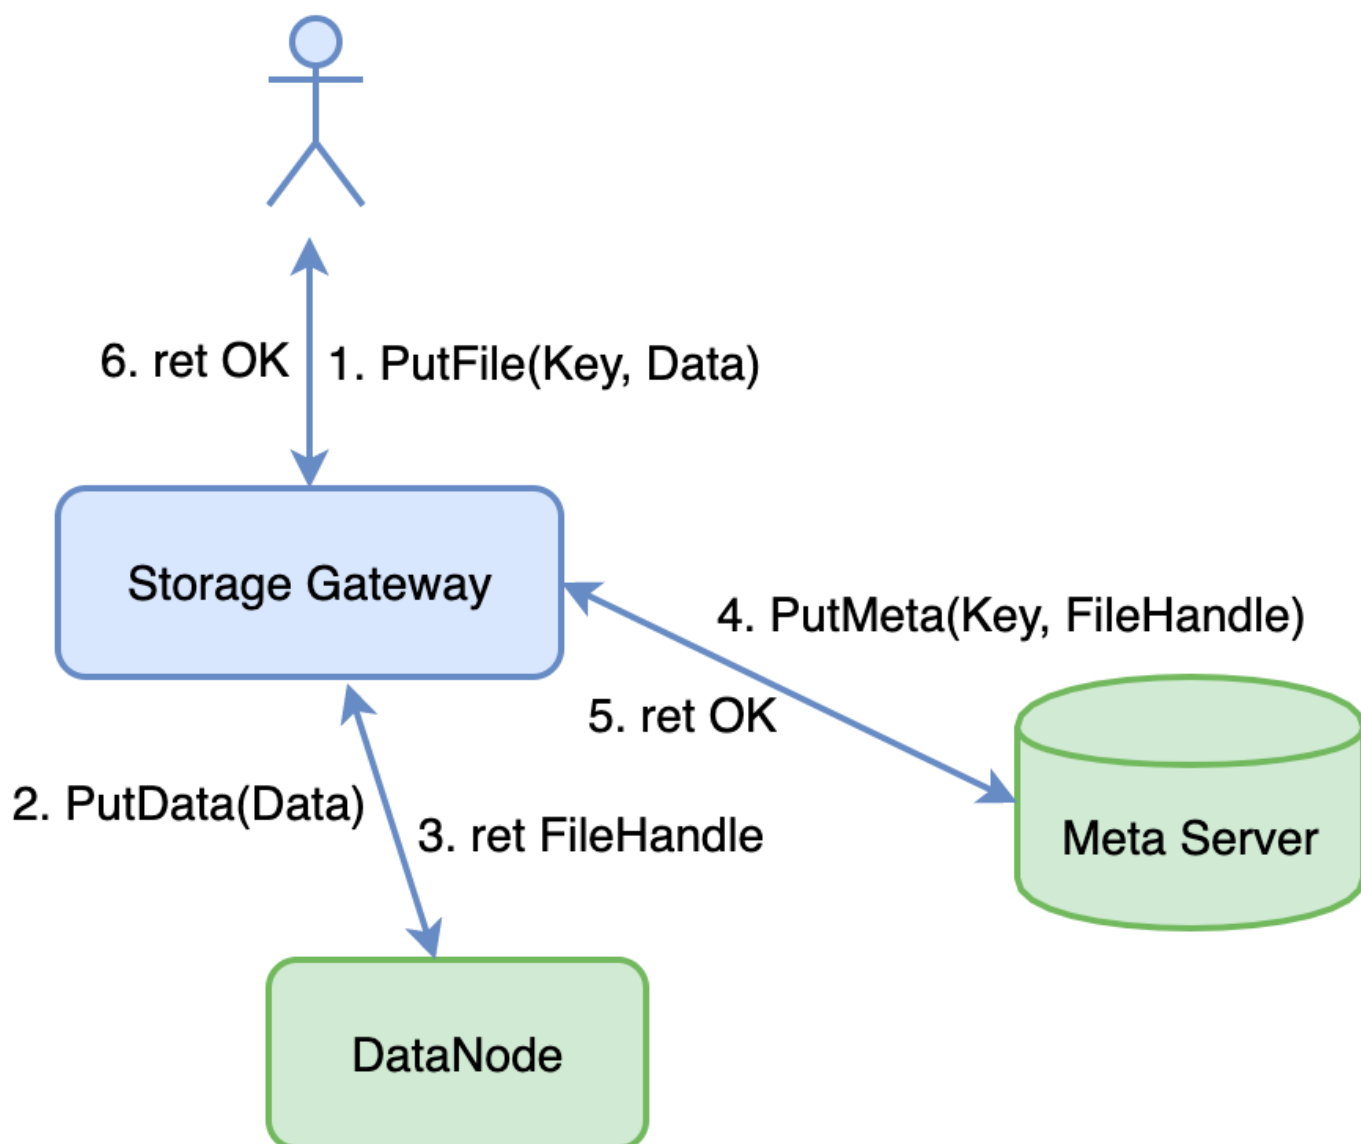 6. ret OK
1. PutFile(Key, Data)
Storage Gateway
4. PutMeta(Key, FileHandle)
5. ret OK
2. PutData(Data)
3. ret FileHandle
Meta Server
DataNode